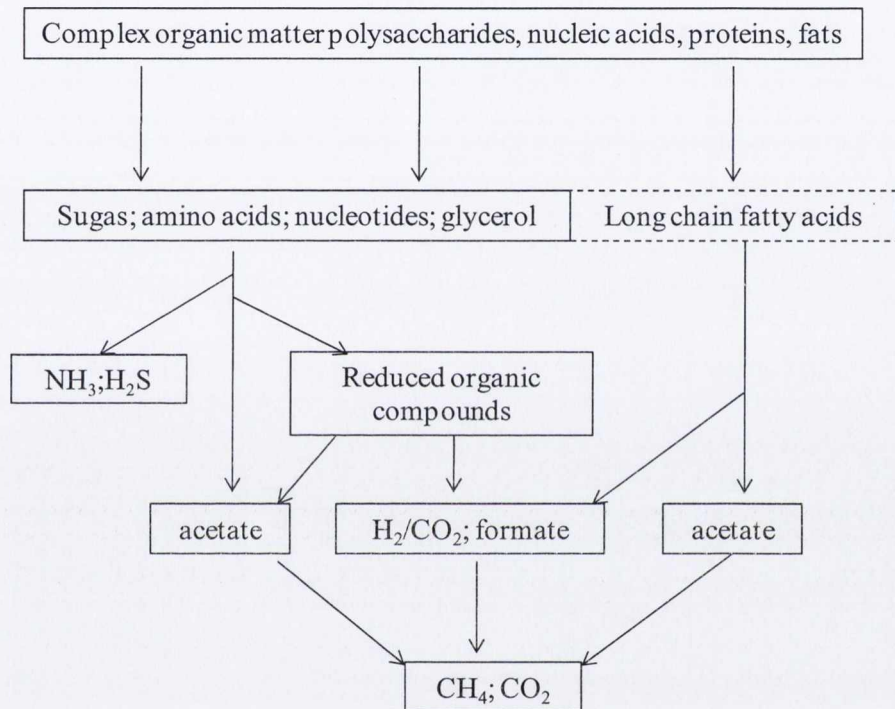 Complex organic matter polysaccharides, nucleic acids, proteins, fats
Sugas; amino acids; nucleotides; glycerol
Long chain fatty acids
NH₃;H₂S
Reduced organic
compounds
acetate
H₂/CO₂; formate
acetate
CH₄; CO₂